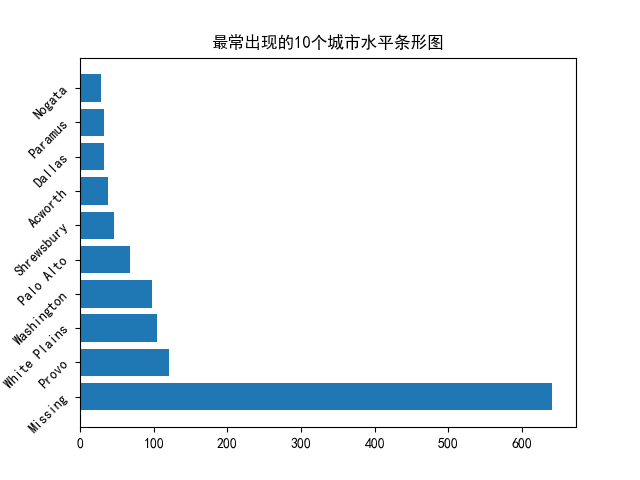 最常出现的10个城市水平条形图
Nogata
Paramus
Dallas
Acworth
Shrewsbury
Palo Alto
Washington
White Plains
Provo
Missing
0 100 200 300 400 500 600